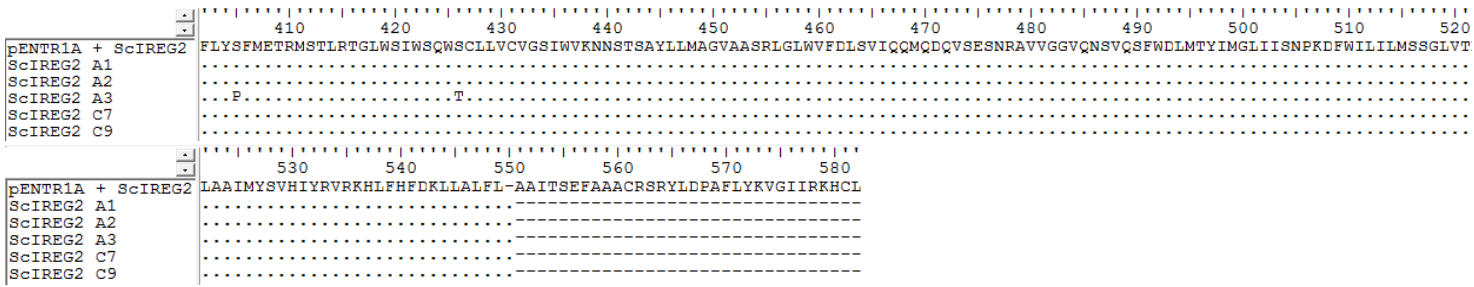 410 420 430 440 450 460 470 480 490 500 510 520
pENTR1A + ScIREG2 FLYSFMETRMSTLRTGLWSIWSQWSCLLVCVGSIWVKNNSTSAYLLMAGVAASRLGLWVFDLSVIQQMQDQVSESNRAVVGGVQNSVQSFWDLMTYIMGLIISNPKDFWILILMSSGLVT
ScIREG2 A1 .......................................................................................................................
ScIREG2 A2 .......................................................................................................................
ScIREG2 A3 ...P....................T..............................................................................................
ScIREG2 C7 .......................................................................................................................
ScIREG2 C9 .......................................................................................................................
530 540 550 560 570 580
pENTR1A + ScIREG2 LAAIMYSVHIYRVRKHLFHFDKLLALFL-AAITSEFAAACRSRYLDPAFLYKVGIIRKHCL
ScIREG2 A1 .............................--------------------------------
ScIREG2 A2 .............................--------------------------------
ScIREG2 A3 .............................--------------------------------
ScIREG2 C7 .............................--------------------------------
ScIREG2 C9 .............................--------------------------------